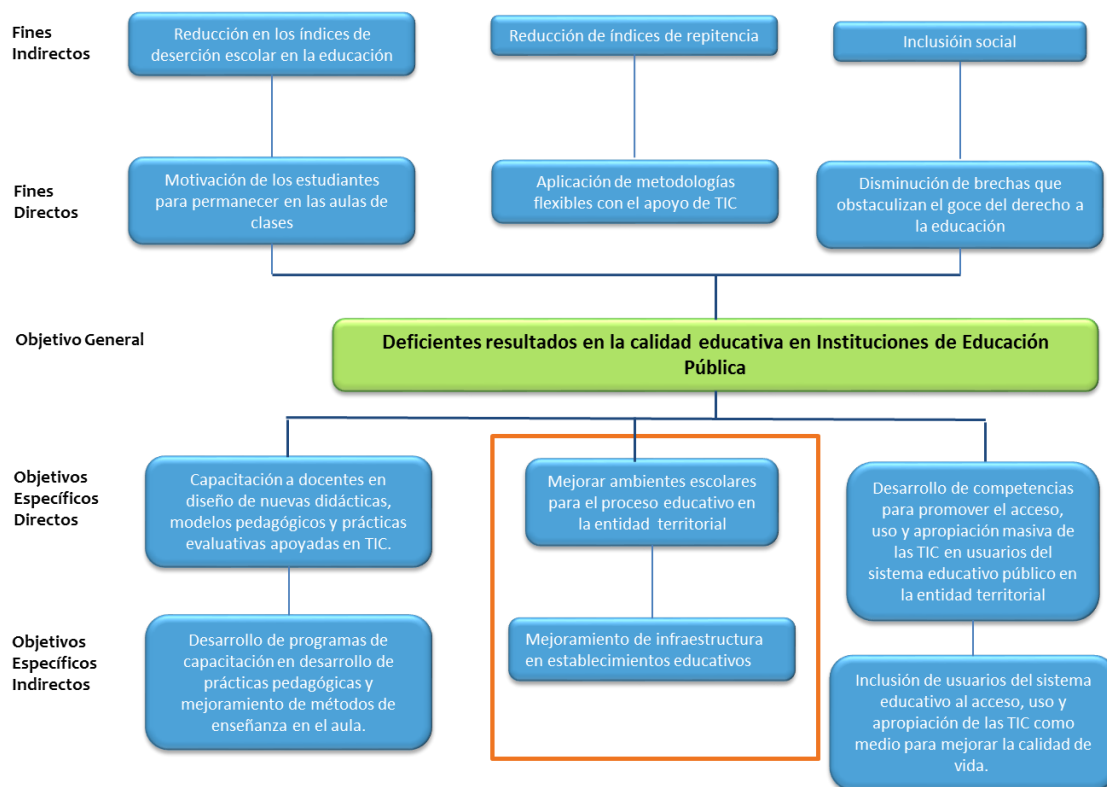 Fines
Indirectos
Reducción en los índices de
deserción escolar en la educación
Reducción de índices de repitencia
Inclusióin social
Fines
Directos
Motivación de los estudiantes
para permanecer en las aulas de
clases
Aplicación de metodologías
flexibles con el apoyo de TIC
Disminución de brechas que
obstaculizan el goce del derecho a
la educación
Objetivo General
Deficientes resultados en la calidad educativa en Instituciones de Educación
Pública
Objetivos
Específicos
Directos
Capacitación a docentes en
diseño de nuevas didácticas,
modelos pedagógicos y prácticas
evaluativas apoyadas en TIC.
Mejorar ambientes escolares
para el proceso educativo en
la entidad territorial
Desarrollo de competencias
para promover el acceso,
uso y apropiación masiva de
las TIC en usuarios del
sistema educativo público en
la entidad territorial
Objetivos
Específicos
Indirectos
Desarrollo de programas de
capacitación en desarrollo de
prácticas pedagógicas y
mejoramiento de métodos de
enseñanza en el aula.
Mejoramiento de infraestructura
en establecimientos educativos
Inclusión de usuarios del sistema
educativo al acceso, uso y
apropiación de las TIC como
medio para mejorar la calidad de
vida.